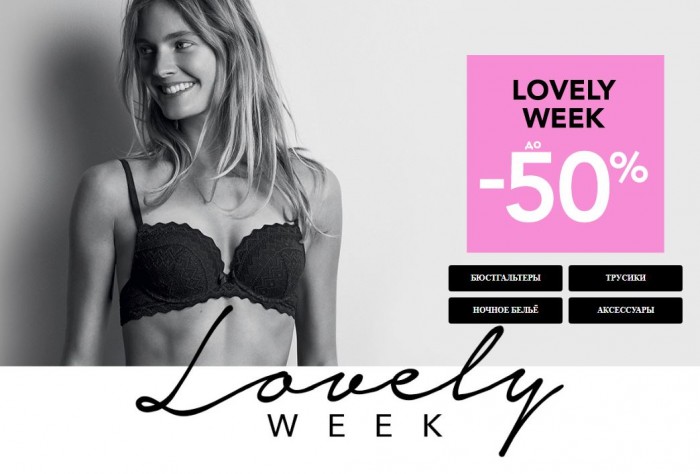 LOVELY
WEEK
до
-50%
БЮСТГАЛЬТЕРЫ
ТРУСИКИ
НОЧНОЕ БЕЛЬЁ
АКСЕССУАРЫ
Lovely
WEEK